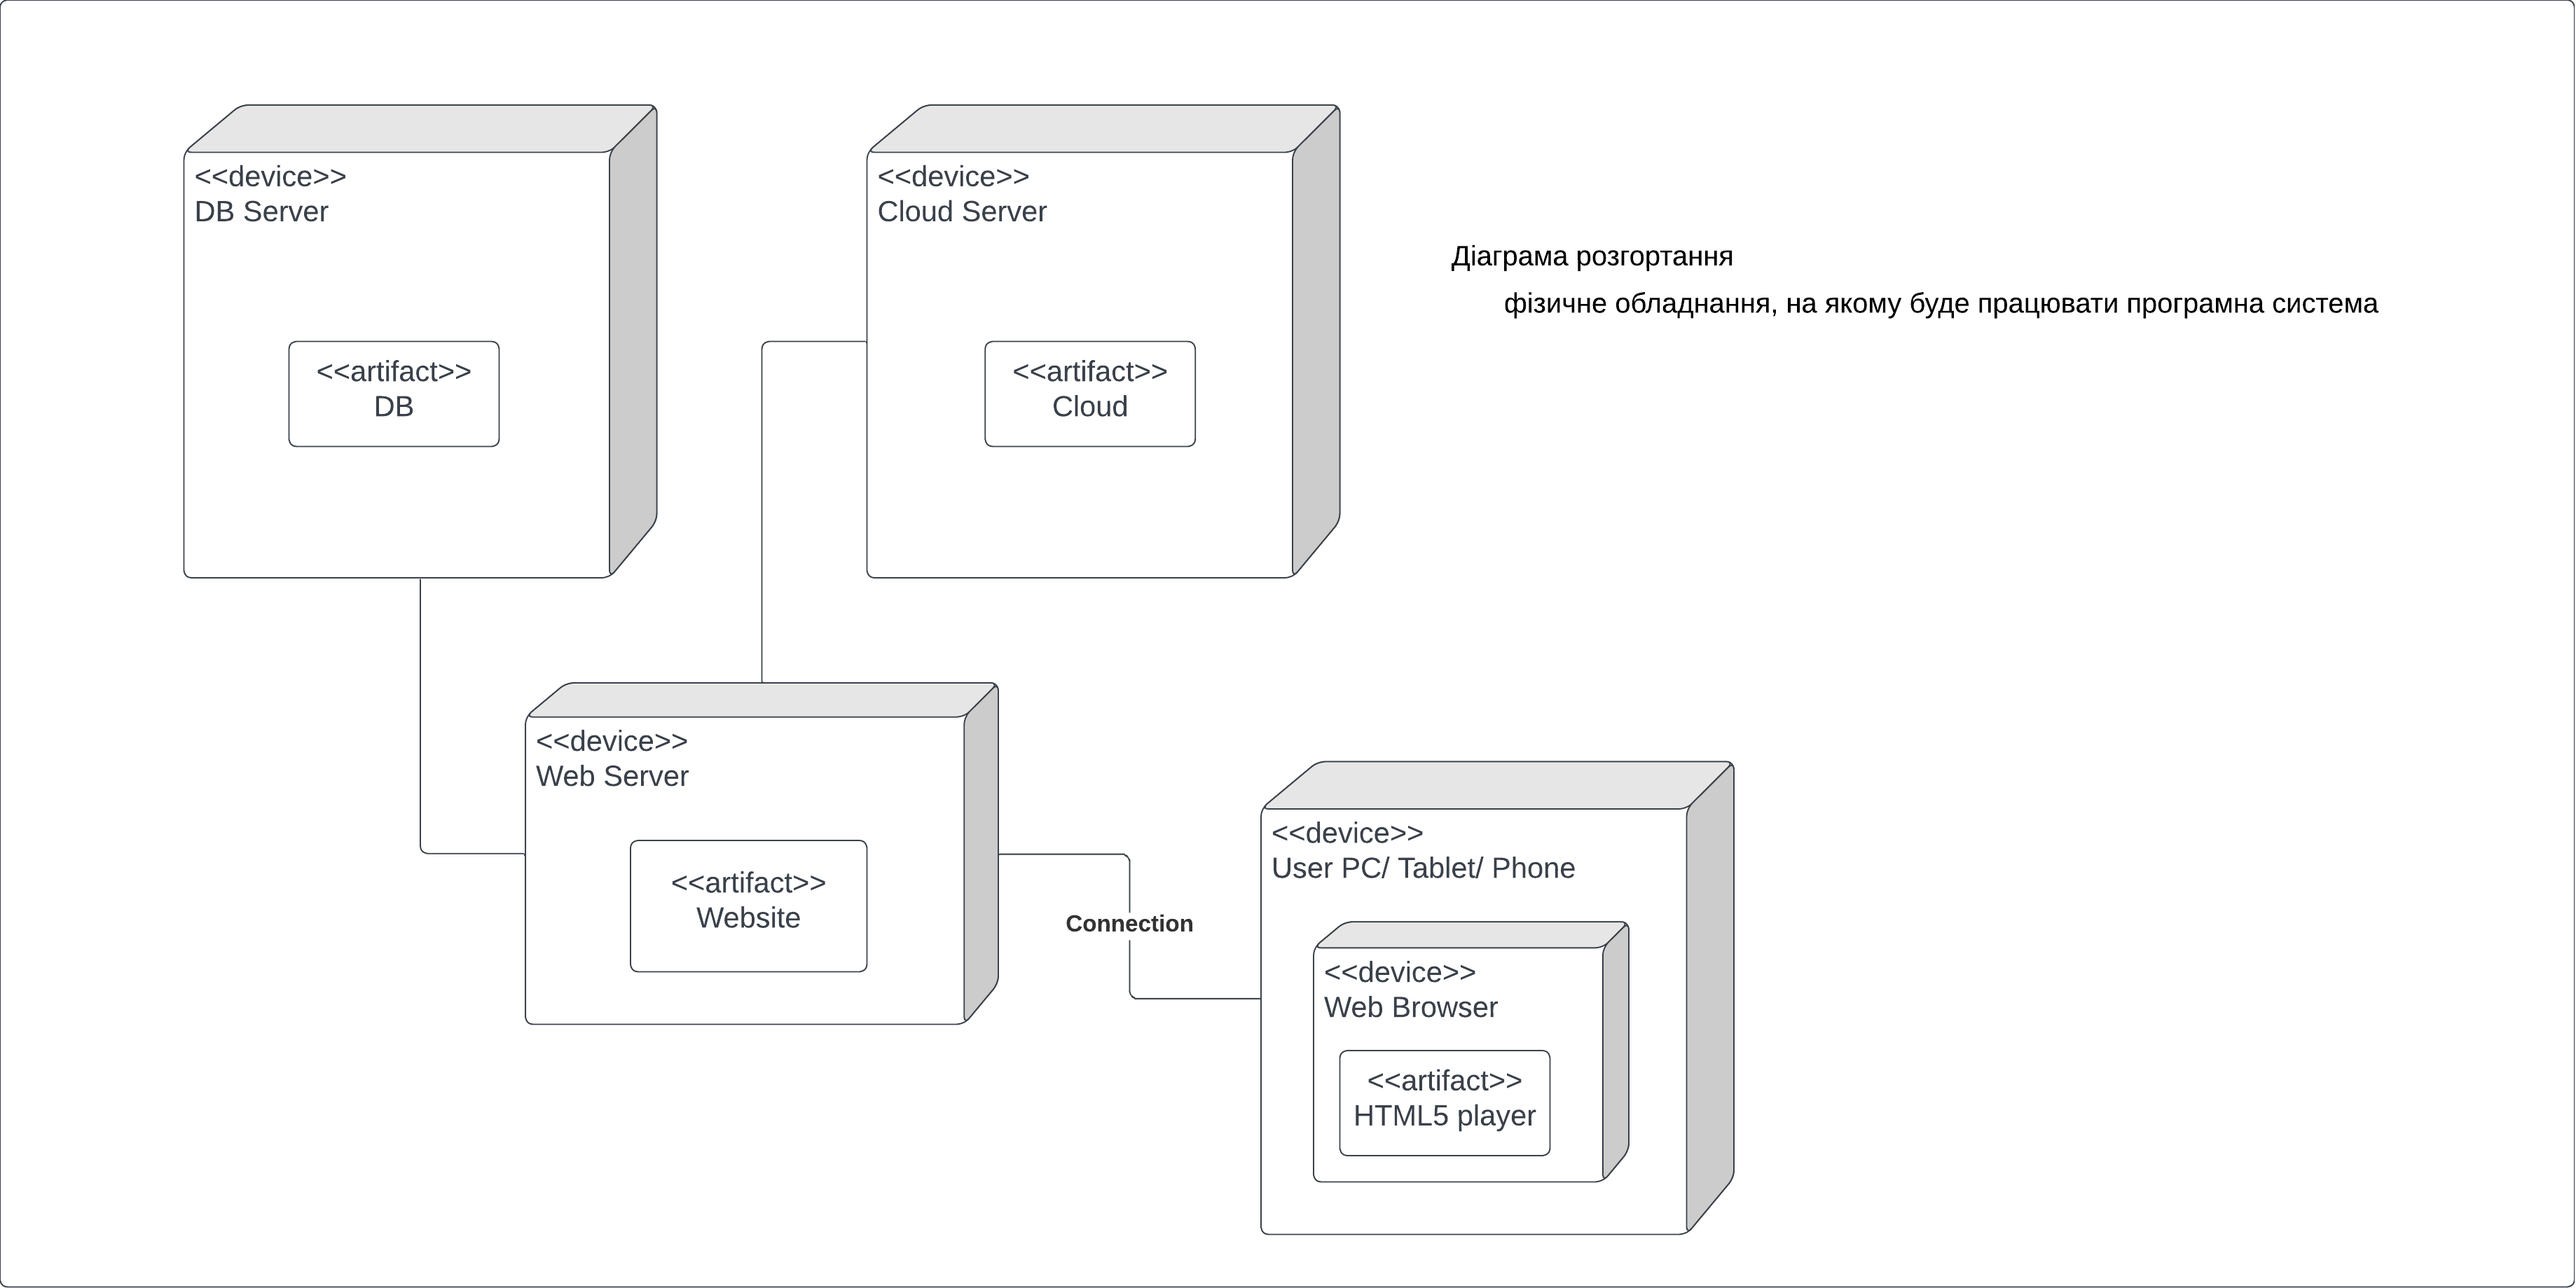 <<device>>
DB Server
<<artifact>>
DB
<<device>>
Cloud Server
<<artifact>>
Cloud
Діаграма розгортання
фізичне обладнання, на якому буде працювати програмна система
<<device>>
Web Server
<<artifact>>
Website
Connection
<<device>>
User PC/ Tablet/ Phone
<<device>>
Web Browser
<<artifact>>
HTML5 player